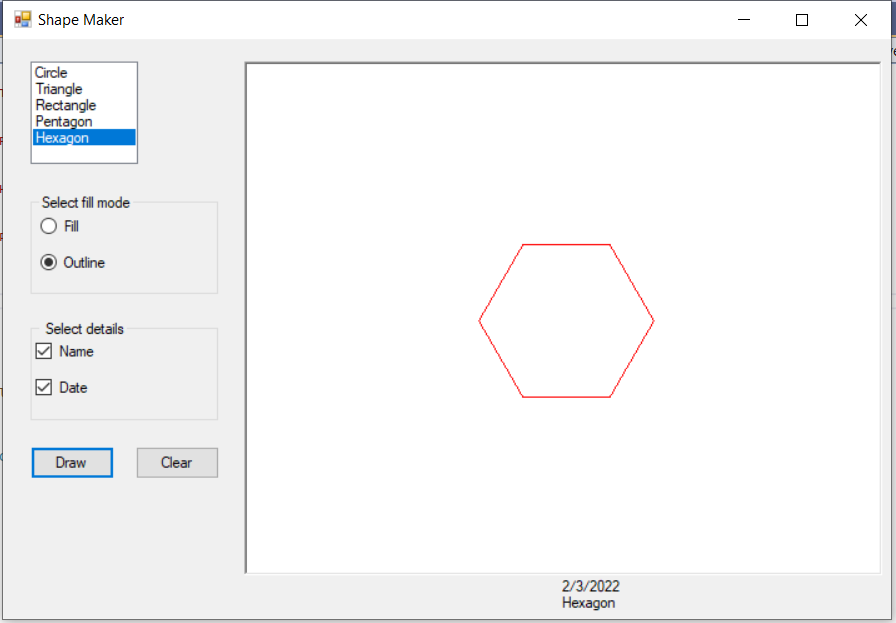 Shape Maker
Circle
Triangle
Rectangle
Pentagon
Hexagon
Select fill mode
Fill
Outline
Select details
Name
Date
Draw
Clear
2/3/2022
Hexagon